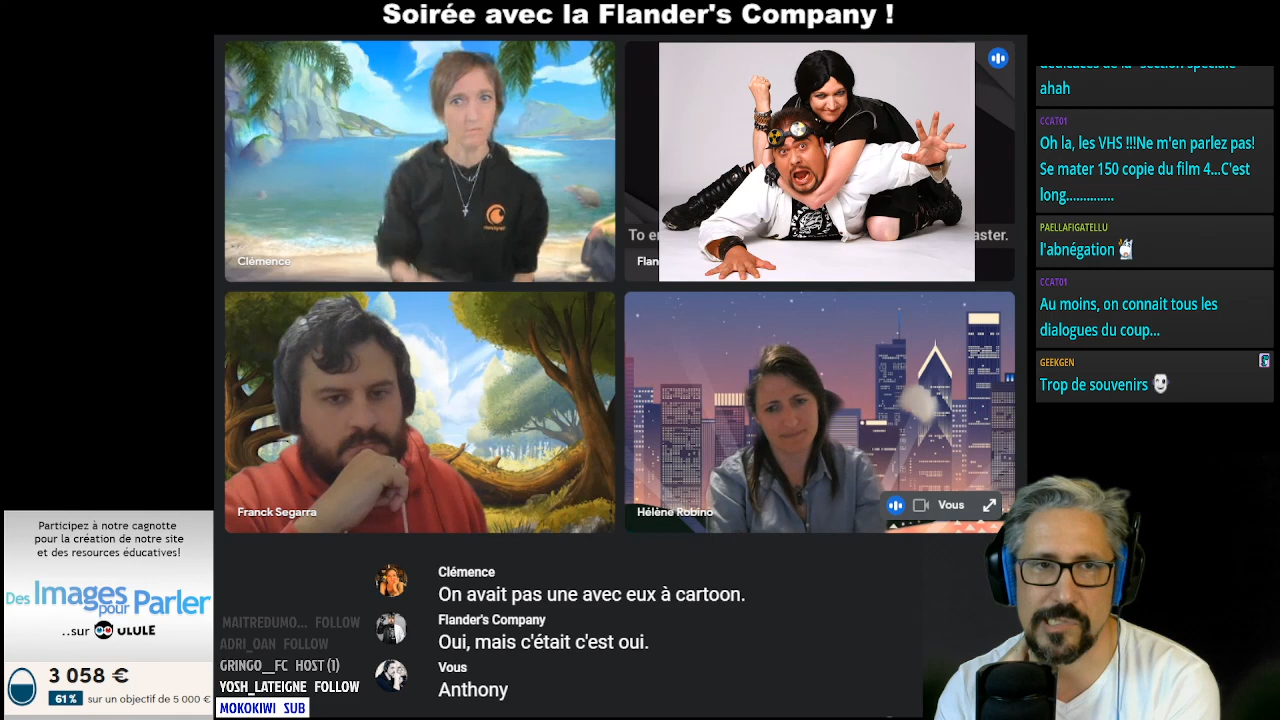 Soirée avec la Flander's Company !
Clémence
To e
aster.
Flan
Franck Segarra
Hélène Robino
Vous
ahah
CCAT01
Oh la, les VHS !!!Ne m'en parlez pas!
Se mater 150 copie du film 4...C'est
long..............
PAELLAFIGATELLU
l'abnégation
CCAT01
Au moins, on connait tous les
dialogues du coup...
GEEKGEN
Trop de souvenirs
Participez à notre cagnotte
pour la création de notre site
et des resources éducatives!
Des Images
pour Parler
..sur ULULE
3 058 €
61 % sur un objectif de 5 000 €
MAITREDUMO... FOLLOW
ADRI_OAN FOLLOW
GRINGO__FC HOST (1)
YOSH_LATEIGNE FOLLOW
MOKOKIWI SUB
Clémence
On avait pas une avec eux à cartoon.
Flander's Company
Oui, mais c'était c'est oui.
Vous
Anthony